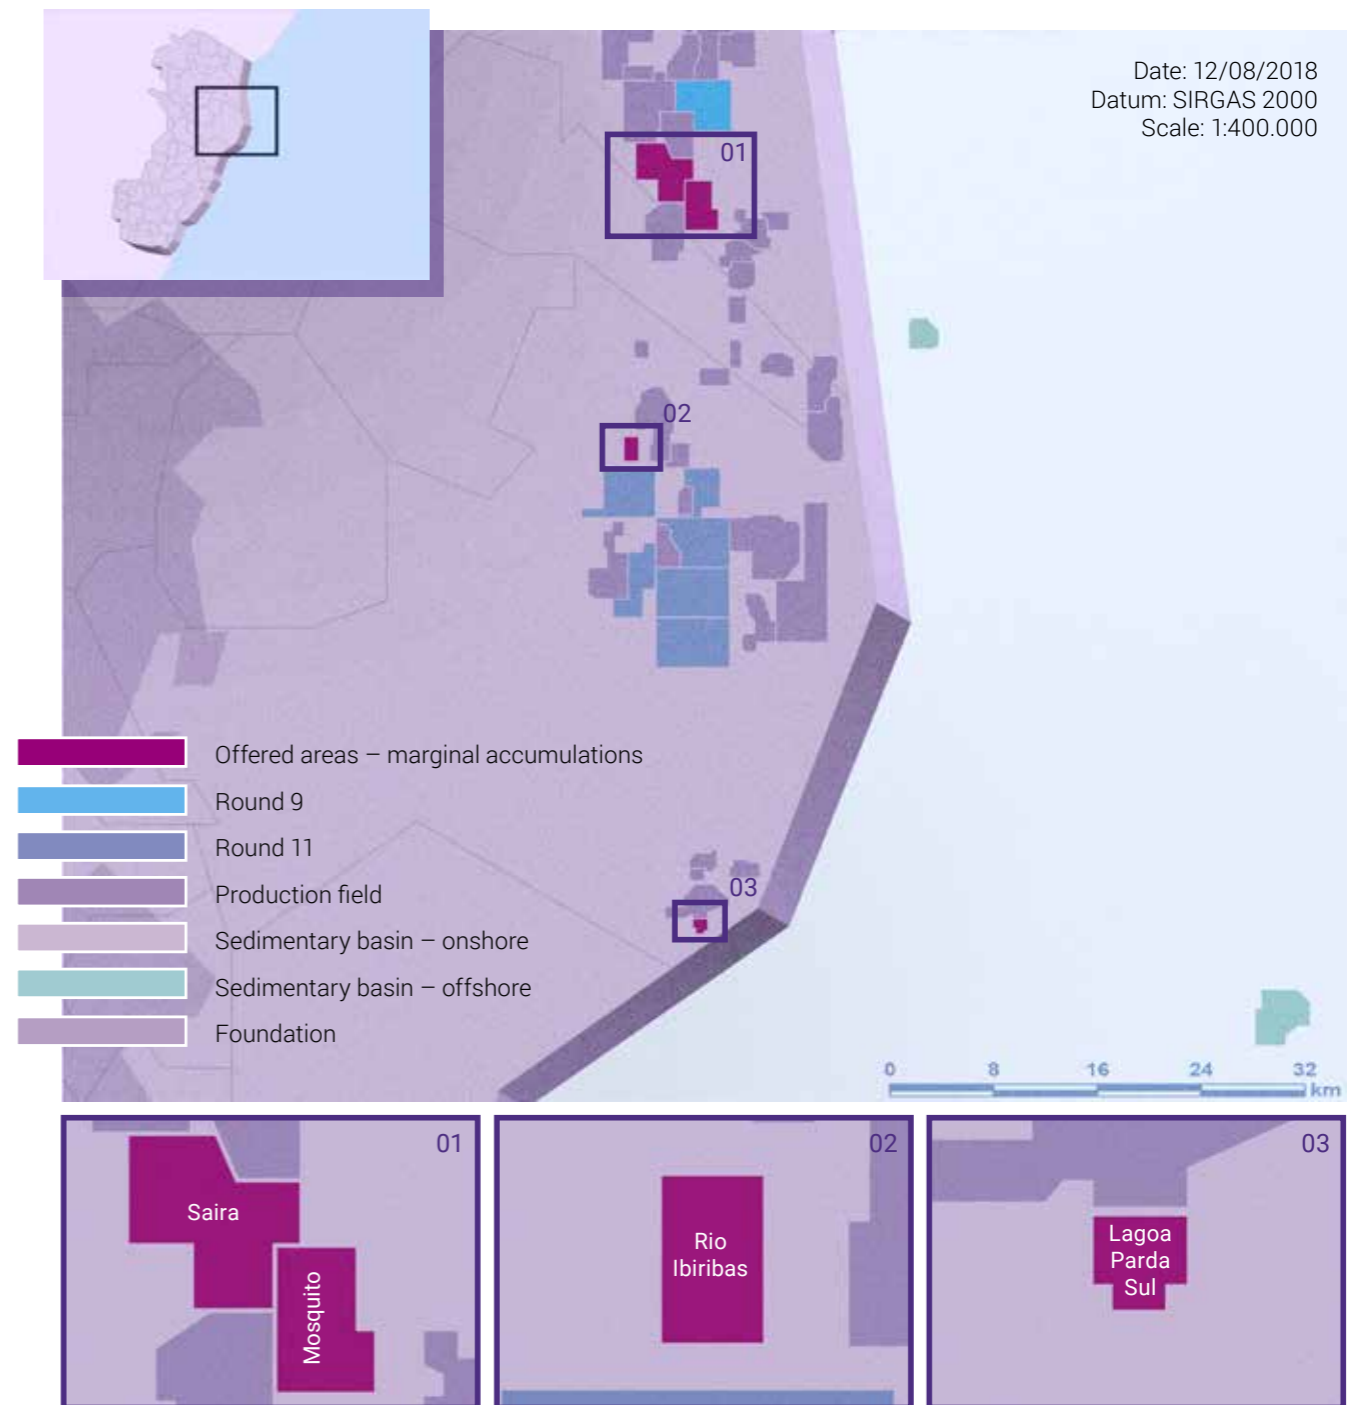 Date: 12/08/2018
Datum: SIRGAS 2000
Scale: 1:400.000
01
02
03
Offered areas – marginal accumulations
Round 9
Round 11
Production field
Sedimentary basin – onshore
Sedimentary basin – offshore
Foundation
0 8 16 24 32
km
01
Saira
Mosquito
02
Rio
Ibiribas
03
Lagoa
Parda
Sul